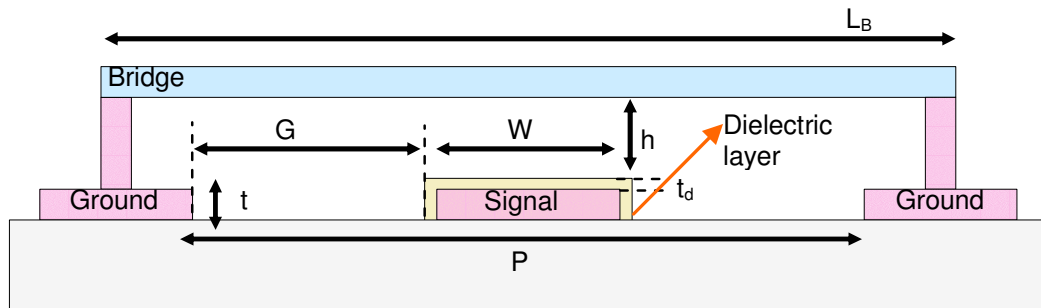 L_B
Bridge
G
W
h
Dielectric
layer
Ground
t
Signal
t_d
Ground
P